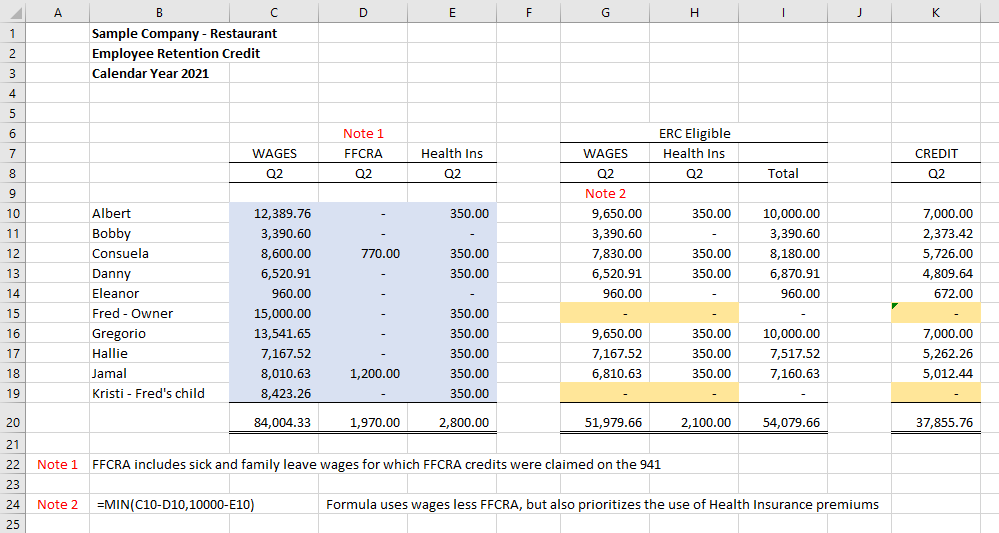 A B C D E F G H I J K
1 Sample Company - Restaurant
2 Employee Retention Credit
3 Calendar Year 2021
4
5
6 Note 1 ERC Eligible
7 WAGES FFCRA Health Ins WAGES Health Ins CREDIT
8 Q2 Q2 Q2 Q2 Q2 Total Q2
9 Note 2
10 Albert 12,389.76 - 350.00 9,650.00 350.00 10,000.00 7,000.00
11 Bobby 3,390.60 - - 3,390.60 - 3,390.60 2,373.42
12 Consuela 8,600.00 770.00 350.00 7,830.00 350.00 8,180.00 5,726.00
13 Danny 6,520.91 - 350.00 6,520.91 350.00 6,870.91 4,809.64
14 Eleanor 960.00 - - 960.00 - 960.00 672.00
15 Fred - Owner 15,000.00 - 350.00 - - - -
16 Gregorio 13,541.65 - 350.00 9,650.00 350.00 10,000.00 7,000.00
17 Hallie 7,167.52 - 350.00 7,167.52 350.00 7,517.52 5,262.26
18 Jamal 8,010.63 1,200.00 350.00 6,810.63 350.00 7,160.63 5,012.44
19 Kristi - Fred's child 8,423.26 - 350.00 - - - -
20 84,004.33 1,970.00 2,800.00 51,979.66 2,100.00 54,079.66 37,855.76
21
22 Note 1 FFCRA includes sick and family leave wages for which FFCRA credits were claimed on the 941
23
24 Note 2 =MIN(C10-D10,10000-E10) Formula uses wages less FFCRA, but also prioritizes the use of Health Insurance premiums
25